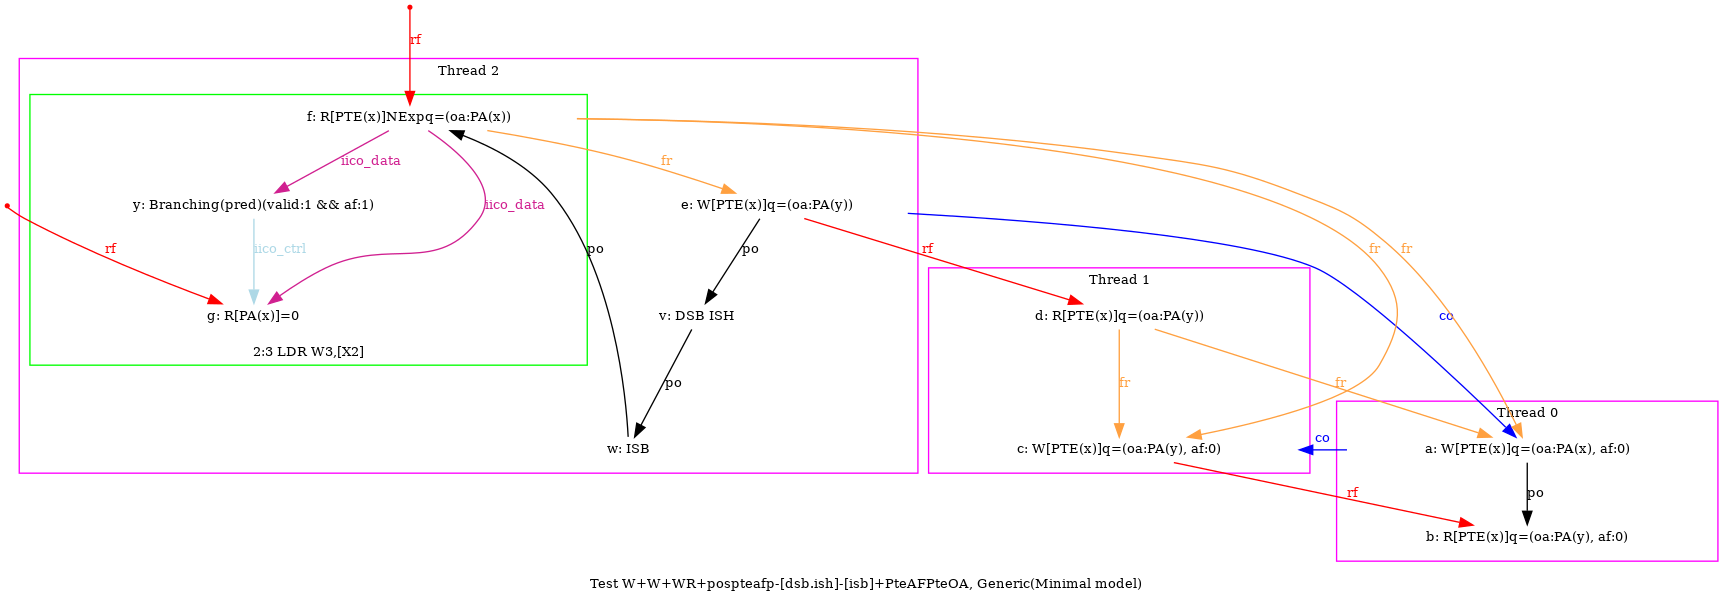 rf
Thread 2
f: R[PTE(x)]NExpq=(oa:PA(x))
iico_data
fr
y: Branching(pred)(valid:1 && af:1)
iico_data
e: W[PTE(x)]q=(oa:PA(y))
rf
iico_ctrl
po
po
rf
fr
fr
Thread 1
g: R[PA(x)]=0
v: DSB ISH
d: R[PTE(x)]q=(oa:PA(y))
co
2:3 LDR W3,[X2]
po
fr
fr
Thread 0
w: ISB
c: W[PTE(x)]q=(oa:PA(y), af:0)
co
a: W[PTE(x)]q=(oa:PA(x), af:0)
rf
po
b: R[PTE(x)]q=(oa:PA(y), af:0)
Test W+W+WR+pospteafp-[dsb.ish]-[isb]+PteAFPteOA, Generic(Minimal model)